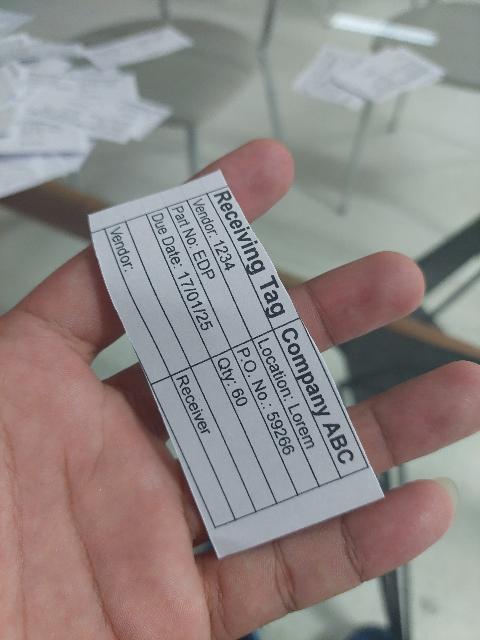 Receiving Tag Company ABC
Vendor: 1234 Location: Lorem
Part No: EDP P.O. No.: 59266
Due Date: 17/01/25 Qty: 60
Vendor: Receiver